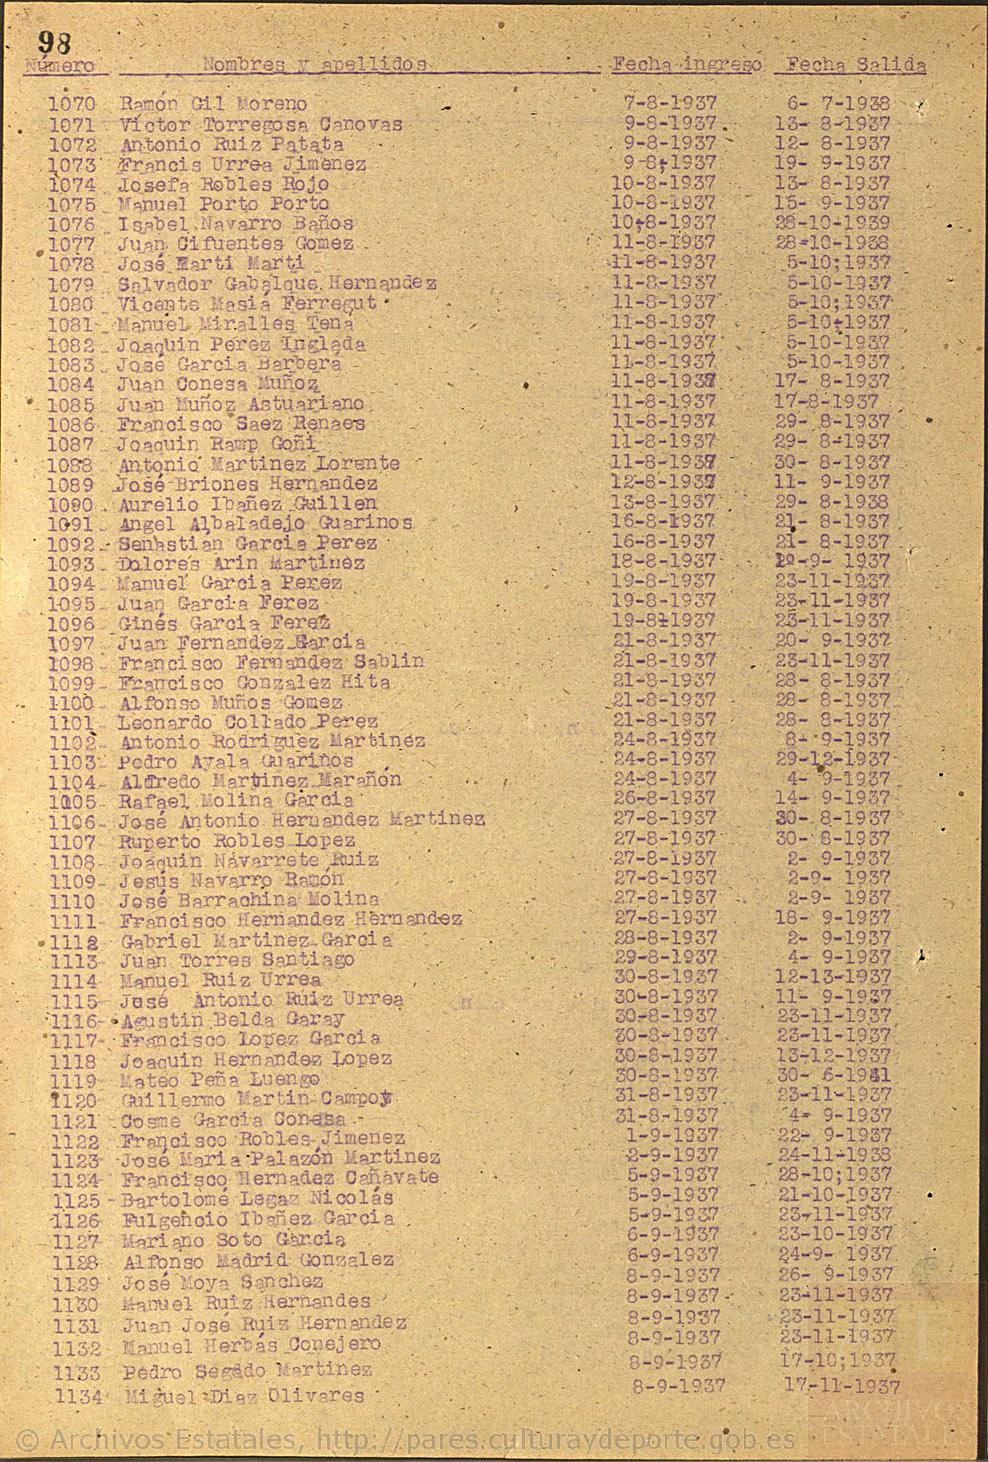 98
Número Nombres y apellidos Fecha ingreso Fecha Salida
1070 Ramón Gil Moreno 7-8-1937 6- 7-1938
1071 Victor Torregosa Canovas 9-8-1937 13- 8-1937
1072 Antonio Ruiz Patata 9-8-1937 12- 8-1937
1073 Francis Urrea Jimenez 9-8-1937 19- 9-1937
1074 Josefa Robles Rojo 10-8-1937 13- 8-1937
1075 Manuel Porto Porto 10-8-1937 15- 9-1937
1076 Isabel Navarro Baños 10-8-1937 28-10-1939
1077 Juan Cifuentes Gomez 11-8-1937 28-10-1938
1078 José Marti Marti 11-8-1937 5-10;1937
1079 Salvador Gabalque Hernandez 11-8-1937 5-10-1937
1080 Vicente Masiá Ferregut 11-8-1937 5-10;1937
1081 Manuel Miralles Tena 11-8-1937 5-10-1937
1082 Joaquin Perez Inglada 11-8-1937 5-10-1937
1083 José Garcia Barberá 11-8-1937 5-10-1937
1084 Juan Conesa Muñoz 11-8-1937 17- 8-1937
1085 Juan Muñoz Astuariano 11-8-1937 17-8-1937
1086 Francisco Saez Renaes 11-8-1937 29- 8-1937
1087 Joaquin Ramp Goñi 11-8-1937 29- 8-1937
1088 Antonio Martinez Lorente 11-8-1937 30- 8-1937
1089 José Briones Hernandez 12-8-1937 11- 9-1937
1090 Aurelio Ibañez Guillen 13-8-1937 29- 8-1938
1091 Angel Albaladejo Guarinos 16-8-1937 21- 8-1937
1092 Senastián Garcia Perez 16-8-1937 21- 8-1937
1093 Dolores Arin Martinez 18-8-1937 -9- 1937
1094 Manuel Garcia Perez 19-8-1937 23-11-1937
1095 Juan Garcia Ferez 19-8-1937 23-11-1937
1096 Ginés Garcia Ferez 19-8-1937 23-11-1937
1097 Juan Fernandez Garcia 21-8-1937 20- 9-1937
1098 Francisco Fernandez Sablin 21-8-1937 23-11-1937
1099 Francisco Gonzalez Hita 21-8-1937 28- 8-1937
1100 Alfonso Muños Gomez 21-8-1937 28- 8-1937
1101 Leonardo Collado Perez 21-8-1937 28- 8-1937
1102 Antonio Rodriguez Martinez 24-8-1937 8- 9-1937
1103 Pedro Ayala Guariños 24-8-1937 29-12-1937
1104 Aldredo Martinez Marañón 24-8-1937 4- 9-1937
1105 Rafael Molina Garcia 26-8-1937 14- 9-1937
1106 José Antonio Hernandez Martinez 27-8-1937 30- 8-1937
1107 Ruperto Robles Lopez 27-8-1937 30- 8-1937
1108 Joaquin Navarrete Ruiz 27-8-1937 2- 9-1937
1109 Jesús Navarro Ramón 27-8-1937 2-9- 1937
1110 José Barrachina Molina 27-8-1937 2-9- 1937
1111 Francisco Hernandez Hernandez 27-8-1937 18- 9-1937
1112 Gabriel Martinez Garcia 28-8-1937 2- 9-1937
1113 Juan Torres Santiago 29-8-1937 4- 9-1937
1114 Manuel Ruiz Urrea 30-8-1937 12-13-1937
1115 José Antonio Ruiz Urrea 30-8-1937 11- 9-1937
1116 Agustin Belda Garay 30-8-1937 23-11-1937
1117 Francisco Lopez Garcia 30-8-1937 23-11-1937
1118 Joaquin Hernandez Lopez 30-8-1937 13-12-1937
1119 Mateo Peña Luengo 30-8-1937 30- 6-1941
1120 Guillermo Martin Campoy 31-8-1937 23-11-1937
1121 Cosme Garcia Conesa 31-8-1937 4- 9-1937
1122 Francisco Robles Jimenez 1-9-1937 22- 9-1937
1123 José Maria Palazón Martinez 2-9-1937 24-11-1938
1124 Francisco Hernadez Cañavate 5-9-1937 28-10;1937
1125 Bartolomé Legaz Nicolás 5-9-1937 21-10-1937
1126 Fulgencio Ibañez Garcia 5-9-1937 23-11-1937
1127 Mariano Soto Garcia 6-9-1937 23-10-1937
1128 Alfonso Madrid Gonzalez 6-9-1937 24-9- 1937
1129 José Moya Sanchez 8-9-1937 26- 9-1937
1130 Manuel Ruiz Hernandes 8-9-1937 23-11-1937
1131 Juan José Ruiz Hernandez 8-9-1937 23-11-1937
1132 Manuel Herbás Conejero 8-9-1937 23-11-1937
1133 Pedro Segado Martinez 8-9-1937 17-10;1937
1134 Miguel Diaz Olivares 8-9-1937 17-11-1937
ARCHIVOS
ESTATALES
© Archivos Estatales, http://pares.culturaydeporte.gob.es